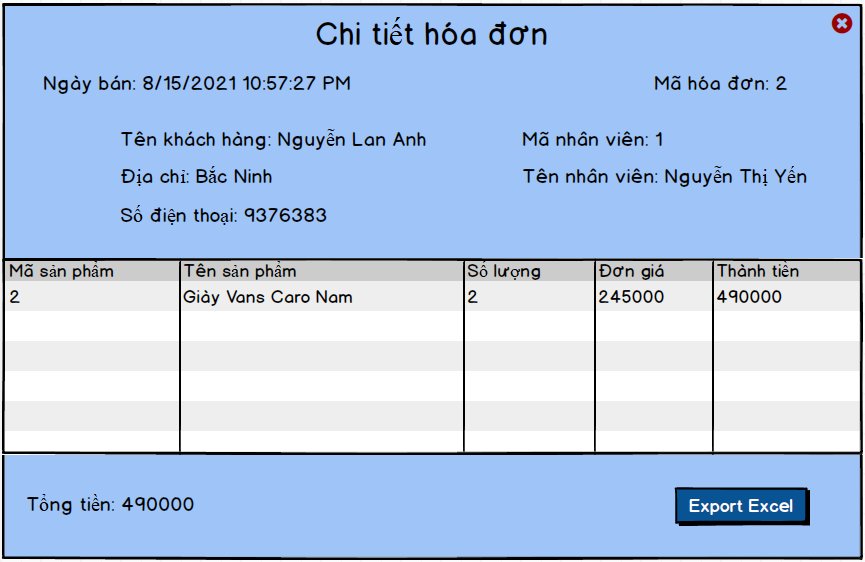 Chi tiết hóa đơn
Ngày bán: 8/15/2021 10:57:27 PM Mã hóa đơn: 2
Tên khách hàng: Nguyễn Lan Anh Mã nhân viên: 1
Địa chỉ: Bắc Ninh Tên nhân viên: Nguyễn Thị Yến
Số điện thoại: 9376383
Mã sản phẩm Tên sản phẩm Số lượng Đơn giá Thành tiền
2 Giày Vans Caro Nam 2 245000 490000
Tổng tiền: 490000 Export Excel